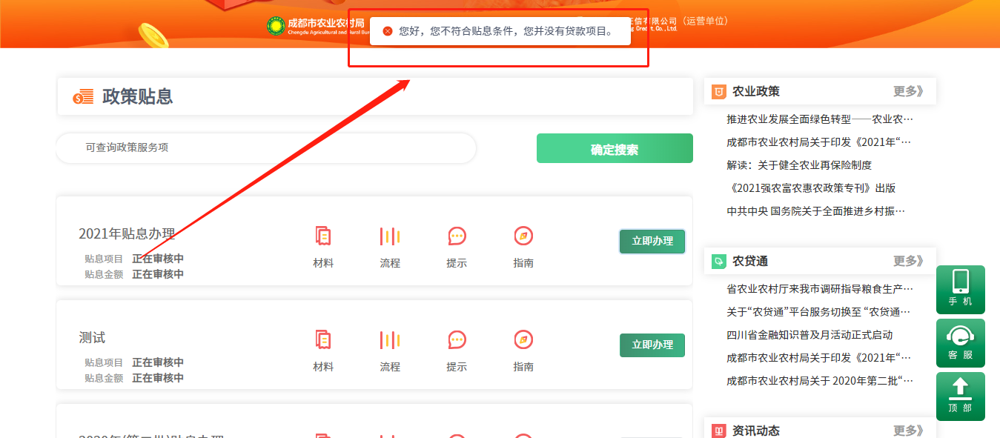 成都市农业农村局
Chengdu Agricultural and Rural Bur
您好，您不符合贴息条件，您并没有贷款项目。
征信有限公司（运营单位）
Credit Co., Ltd.
政策贴息
可查询政策服务项
确定搜索
2021年贴息办理
贴息项目 正在审核中
贴息金额 正在审核中
材料
流程
提示
指南
立即办理
测试
贴息项目 正在审核中
贴息金额 正在审核中
材料
流程
提示
指南
立即办理
2020年(第二批)贴息办理
农业政策
更多》
推进农业发展全面绿色转型——农业农…
成都市农业农村局关于印发《2021年“…
解读：关于健全农业再保险制度
《2021强农富农惠农政策专刊》出版
中共中央 国务院关于全面推进乡村振…
农贷通
更多》
省农业农村厅来我市调研指导粮食生产…
关于“农贷通”平台服务切换至 “农贷通…
四川省金融知识普及月活动正式启动
成都市农业农村局关于印发《2021年“…
成都市农业农村局关于 2020年第二批“…
资讯动态
更多》
手 机
客 服
顶 部